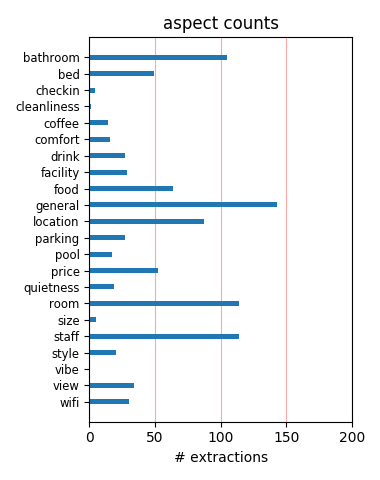 aspect counts
bathroom
bed
checkin
cleanliness
coffee
comfort
drink
facility
food
general
location
parking
pool
price
quietness
room
size
staff
style
vibe
view
wifi
0 50 100 150 200
# extractions